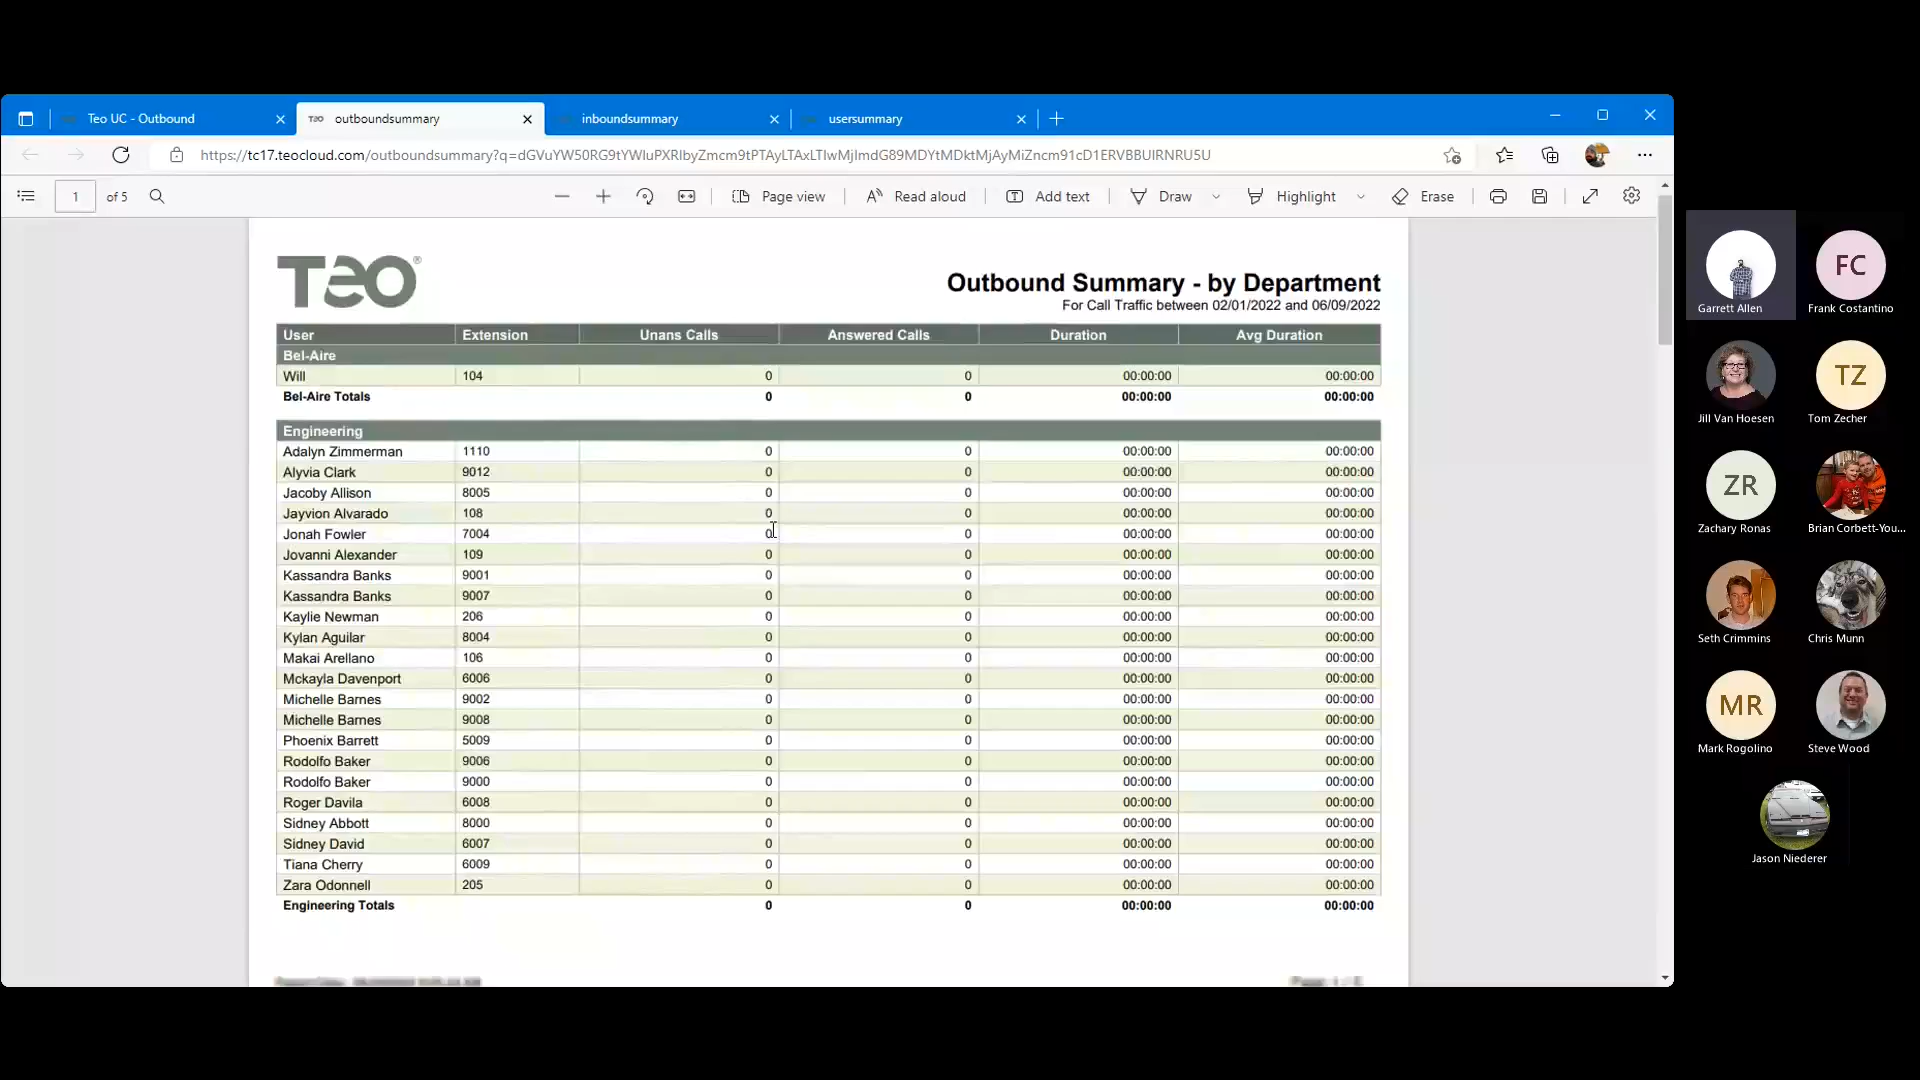 Teo UC - Outbound
outboundsummary
inboundsummary
usersummary
https://tc17.teocloud.com/outboundsummary?q=dGVuYW50RG9tYWluPXRlbyZmcm9tPTAyLTAxLTIwMjImdG89MDYtMDktMjAyMiZncm91cD1ERVBBUlRNRU5U
1 of 5
Page view
Read aloud
Add text
Draw
Highlight
Erase
Teo®
Outbound Summary - by Department
For Call Traffic between 02/01/2022 and 06/09/2022
User Extension Unans Calls Answered Calls Duration Avg Duration
Bel-Aire
Will 104 0 0 00:00:00 00:00:00
Bel-Aire Totals 0 0 00:00:00 00:00:00
Engineering
Adalyn Zimmerman 1110 0 0 00:00:00 00:00:00
Alyvia Clark 9012 0 0 00:00:00 00:00:00
Jacoby Allison 8005 0 0 00:00:00 00:00:00
Jayvion Alvarado 108 0 0 00:00:00 00:00:00
Jonah Fowler 7004 0 0 00:00:00 00:00:00
Jovanni Alexander 109 0 0 00:00:00 00:00:00
Kassandra Banks 9001 0 0 00:00:00 00:00:00
Kassandra Banks 9007 0 0 00:00:00 00:00:00
Kaylie Newman 206 0 0 00:00:00 00:00:00
Kylan Aguilar 8004 0 0 00:00:00 00:00:00
Makai Arellano 106 0 0 00:00:00 00:00:00
Mckayla Davenport 6006 0 0 00:00:00 00:00:00
Michelle Barnes 9002 0 0 00:00:00 00:00:00
Michelle Barnes 9008 0 0 00:00:00 00:00:00
Phoenix Barrett 5009 0 0 00:00:00 00:00:00
Rodolfo Baker 9006 0 0 00:00:00 00:00:00
Rodolfo Baker 9000 0 0 00:00:00 00:00:00
Roger Davila 6008 0 0 00:00:00 00:00:00
Sidney Abbott 8000 0 0 00:00:00 00:00:00
Sidney David 6007 0 0 00:00:00 00:00:00
Tiana Cherry 6009 0 0 00:00:00 00:00:00
Zara Odonnell 205 0 0 00:00:00 00:00:00
Engineering Totals 0 0 00:00:00 00:00:00
Garrett Allen
FC
Frank Costantino
Jill Van Hoesen
TZ
Tom Zecher
ZR
Zachary Ronas
Brian Corbett-You...
Seth Crimmins
Chris Munn
MR
Mark Rogolino
Steve Wood
Jason Niederer